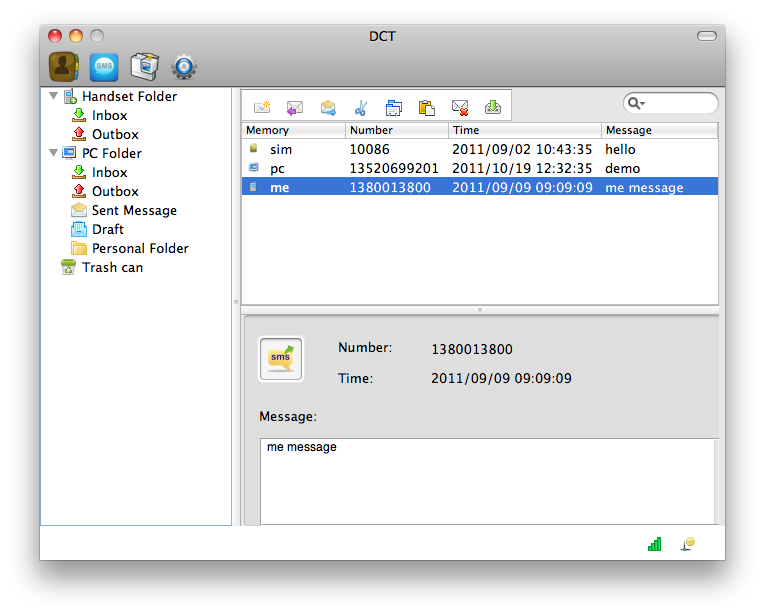 DCT
SMS
Handset Folder
Inbox
Outbox
PC Folder
Inbox
Outbox
Sent Message
Draft
Personal Folder
Trash can
Memory Number Time Message
sim 10086 2011/09/02 10:43:35 hello
pc 13520699201 2011/10/19 12:32:35 demo
me 1380013800 2011/09/09 09:09:09 me message
sms
Number: 1380013800
Time: 2011/09/09 09:09:09
Message:
me message